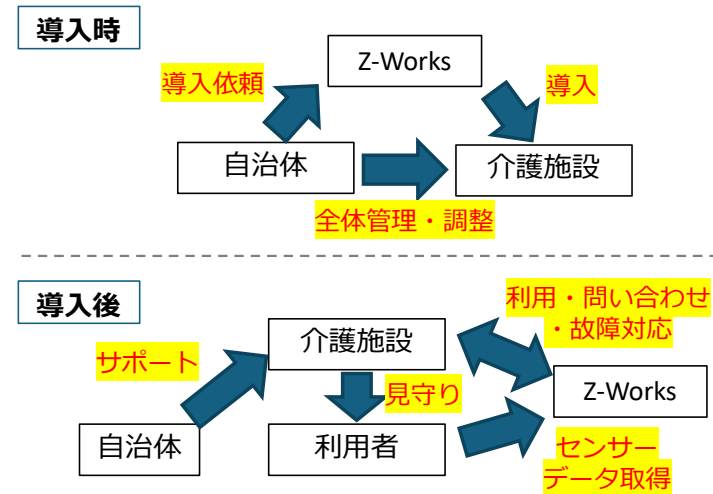 導入時
Z-Works
導入依頼
導入
自治体
介護施設
全体管理・調整
導入後
利用・問い合わせ
・故障対応
介護施設
サポート
見守り
Z-Works
自治体
利用者
センサー
データ取得